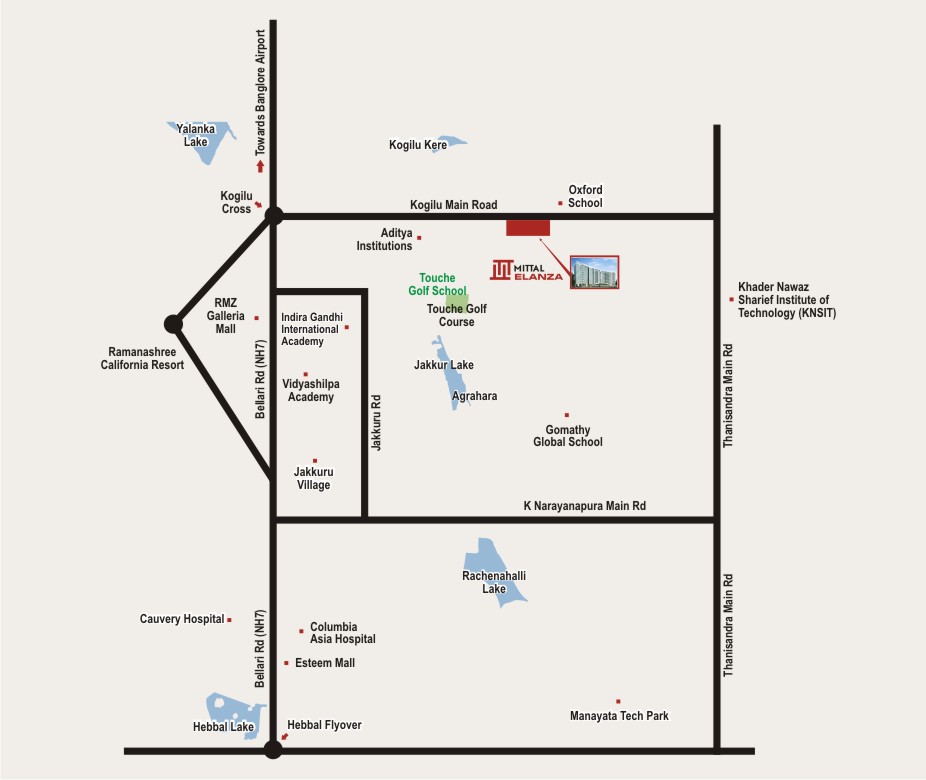 Towards Banglore Airport
Yalanka
Lake
Kogilu Kere
Kogilu
Cross
Kogilu Main Road
Oxford
School
Aditya
Institutions
MITTAL
ELANZA
Touche
Golf School
Touche Golf
Course
Khader Nawaz
Sharief Institute of
Technology (KNSIT)
RMZ
Galleria
Mall
Indira Gandhi
International
Academy
Ramanashree
California Resort
Bellari Rd (NH7)
Vidyashilpa
Academy
Jakkur Lake
Agrahara
Jakkuru Rd
Thanisandra Main Rd
Gomathy
Global School
Jakkuru
Village
K Narayanapura Main Rd
Rachenahalli
Lake
Cauvery Hospital
Bellari Rd (NH7)
Columbia
Asia Hospital
Esteem Mall
Thanisandra Main Rd
Hebbal Lake
Hebbal Flyover
Manayata Tech Park